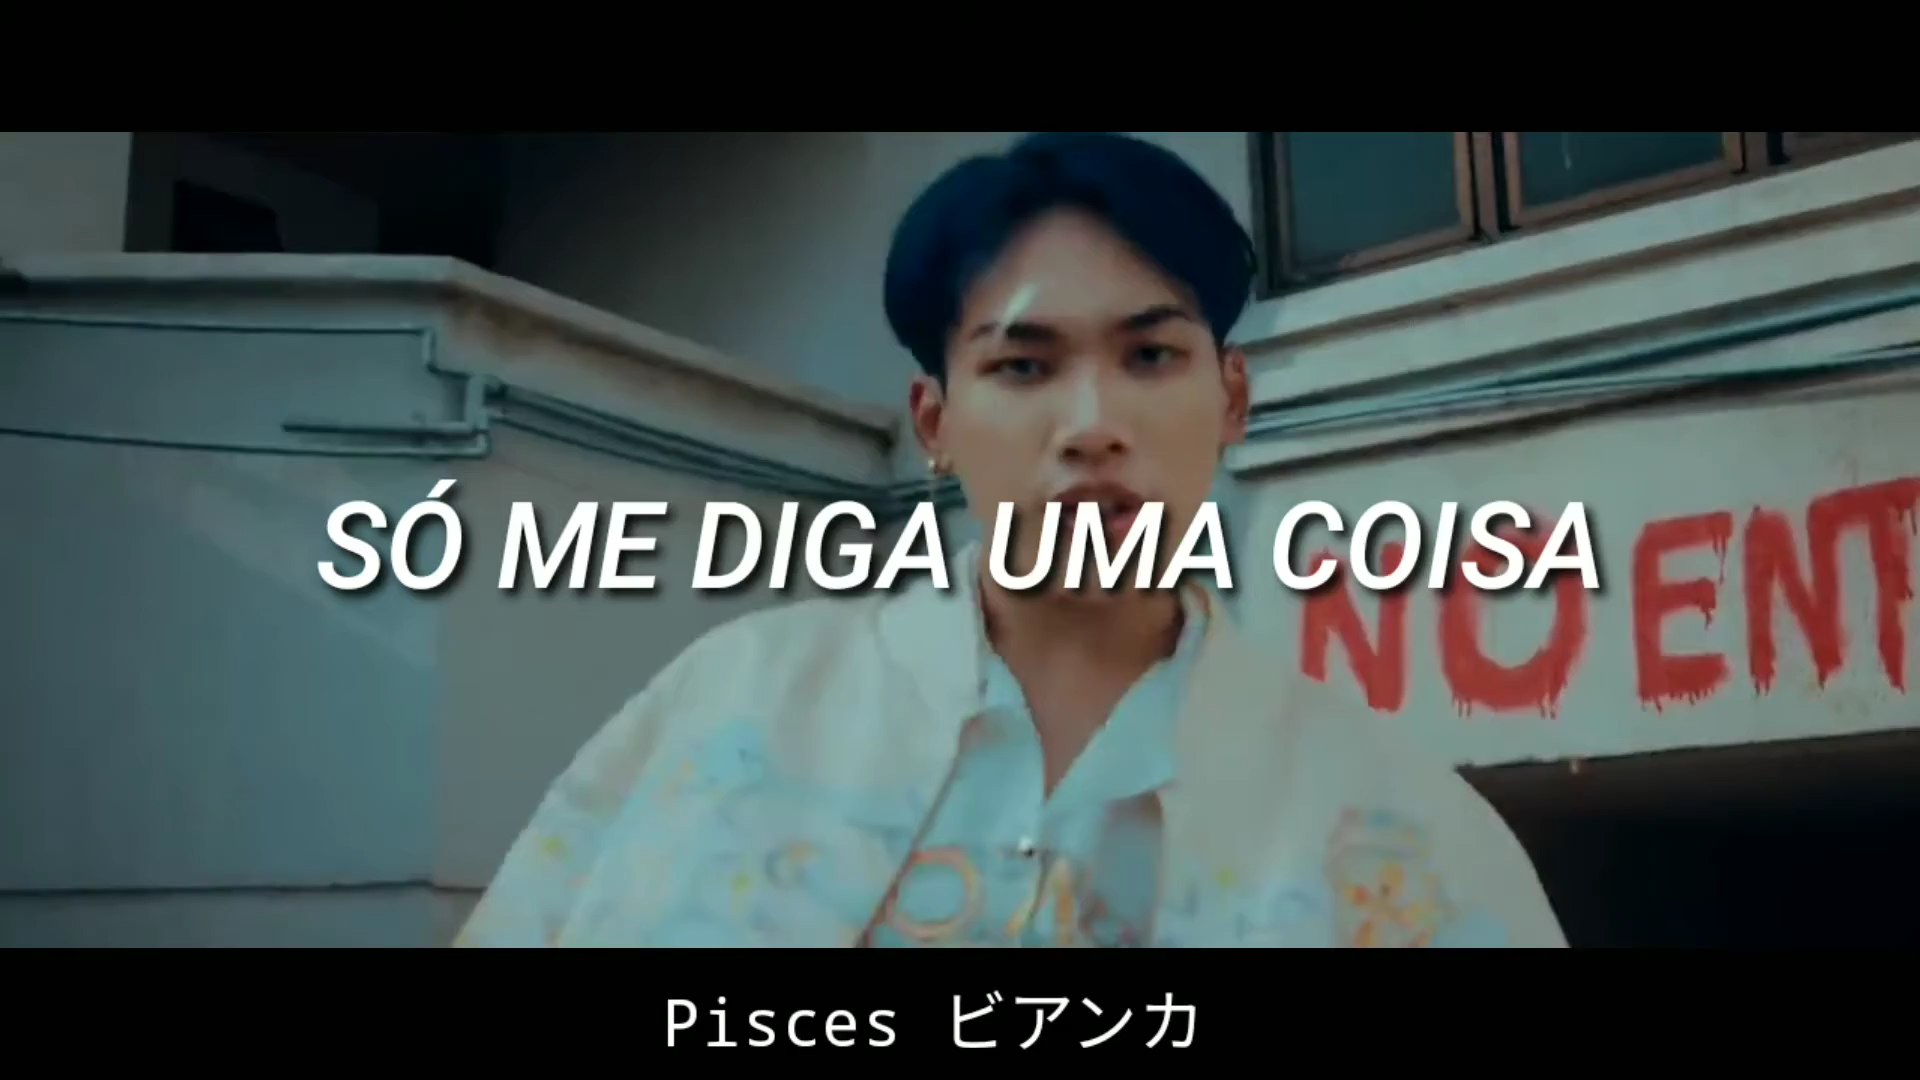 SÓ ME DIGA UMA COISA
NO ENT
Pisces ビアンカ